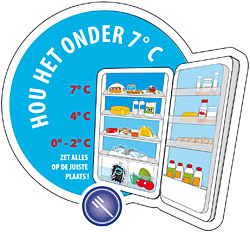 HOU HET ONDER 7° C
7° C
4° C
0° - 2° C
ZET ALLES
OP DE JUISTE
PLAATS!